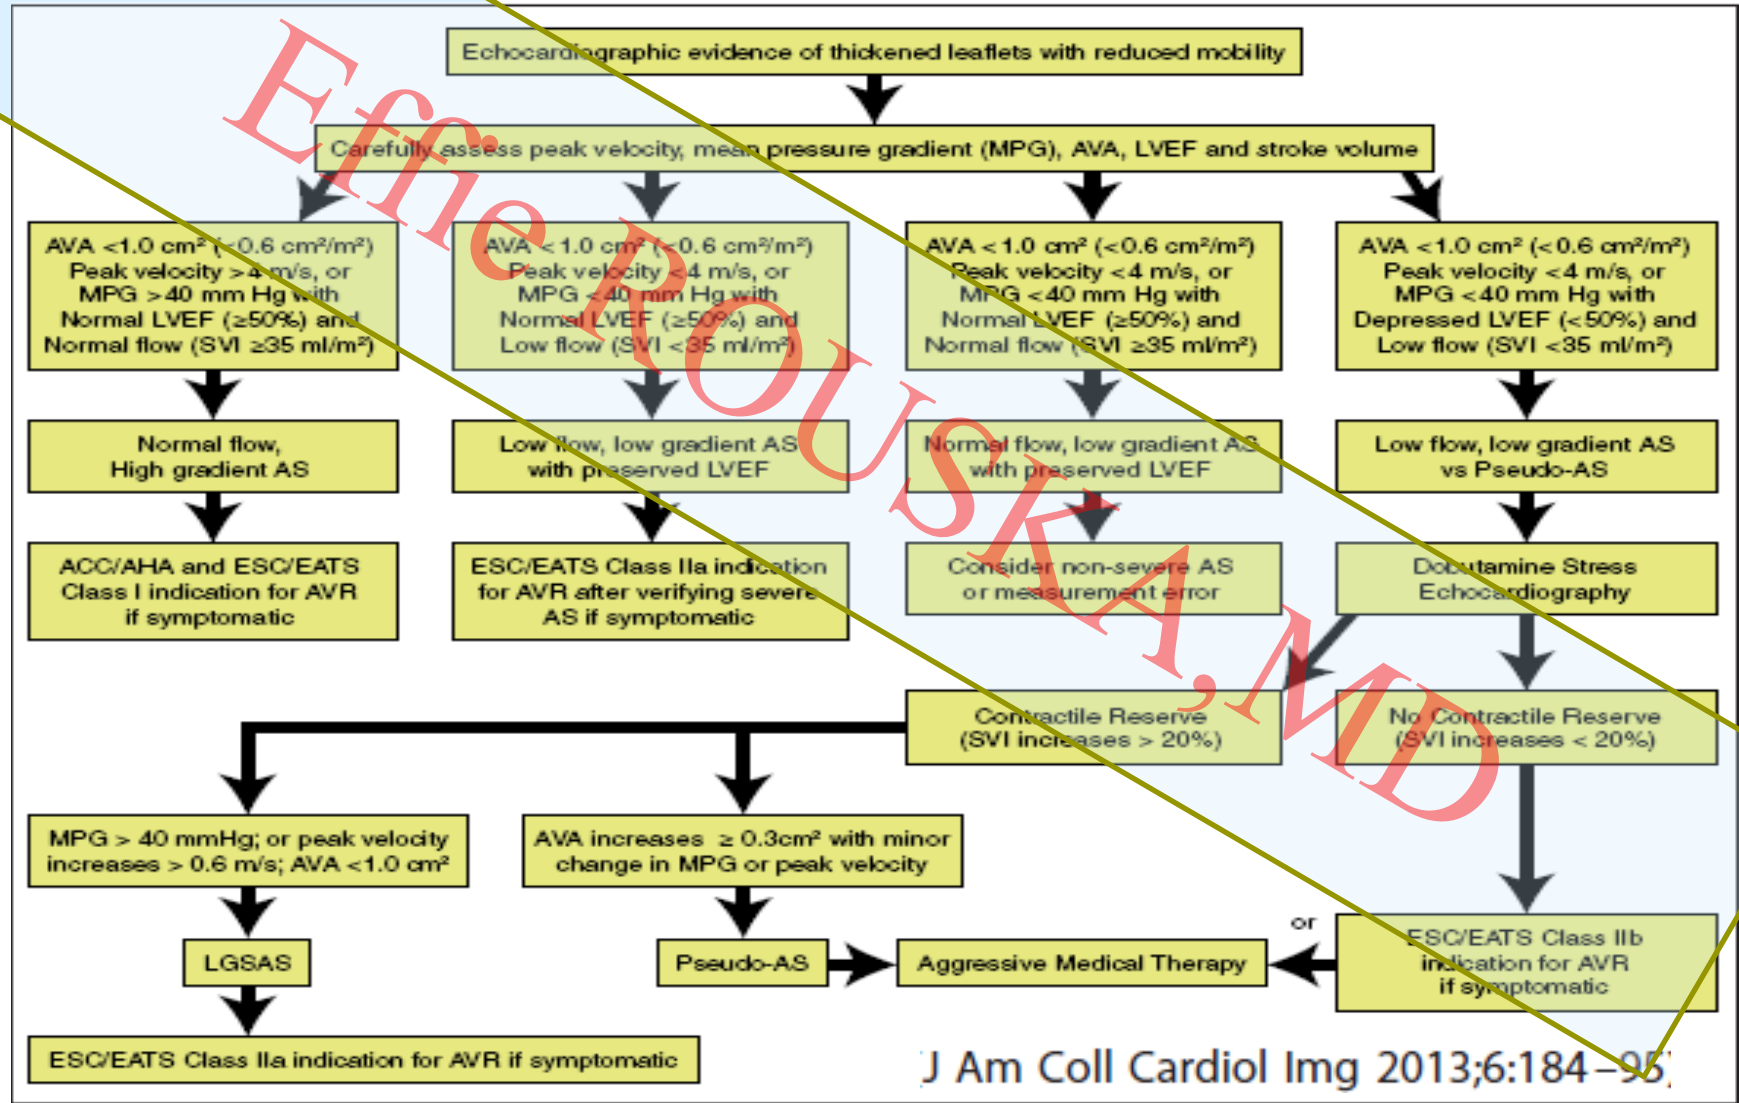 Echocardiographic evidence of thickened leaflets with reduced mobility
Carefully assess peak velocity, mean pressure gradient (MPG), AVA, LVEF and stroke volume
AVA <1.0 cm² (<0.6 cm²/m²)
Peak velocity >4 m/s, or
MPG >40 mm Hg with
Normal LVEF (≥50%) and
Normal flow (SVI ≥35 ml/m²)
AVA <1.0 cm² (<0.6 cm²/m²)
Peak velocity <4 m/s, or
MPG <40 mm Hg with
Normal LVEF (≥50%) and
Low flow (SVI <35 ml/m²)
AVA <1.0 cm² (<0.6 cm²/m²)
Peak velocity <4 m/s, or
MPG <40 mm Hg with
Normal LVEF (≥50%) and
Normal flow (SVI ≥35 ml/m²)
AVA <1.0 cm² (<0.6 cm²/m²)
Peak velocity <4 m/s, or
MPG <40 mm Hg with
Depressed LVEF (<50%) and
Low flow (SVI <35 ml/m²)
Normal flow,
High gradient AS
Low flow, low gradient AS
with preserved LVEF
Normal flow, low gradient AS
with preserved LVEF
Low flow, low gradient AS
vs Pseudo-AS
ACC/AHA and ESC/EATS
Class I indication for AVR
if symptomatic
ESC/EATS Class IIa indication
for AVR after verifying severe
AS if symptomatic
Consider non-severe AS
or measurement error
Dobutamine Stress
Echocardiography
Contractile Reserve
(SVI increases > 20%)
No Contractile Reserve
(SVI increases < 20%)
MPG > 40 mmHg; or peak velocity
increases > 0.6 m/s; AVA <1.0 cm²
AVA increases ≥ 0.3cm² with minor
change in MPG or peak velocity
LGSAS
Pseudo-AS
Aggressive Medical Therapy
or
ESC/EATS Class IIb
indication for AVR
if symptomatic
ESC/EATS Class IIa indication for AVR if symptomatic
J Am Coll Cardiol Img 2013;6:184–95)
Effie ROUSKA,MD